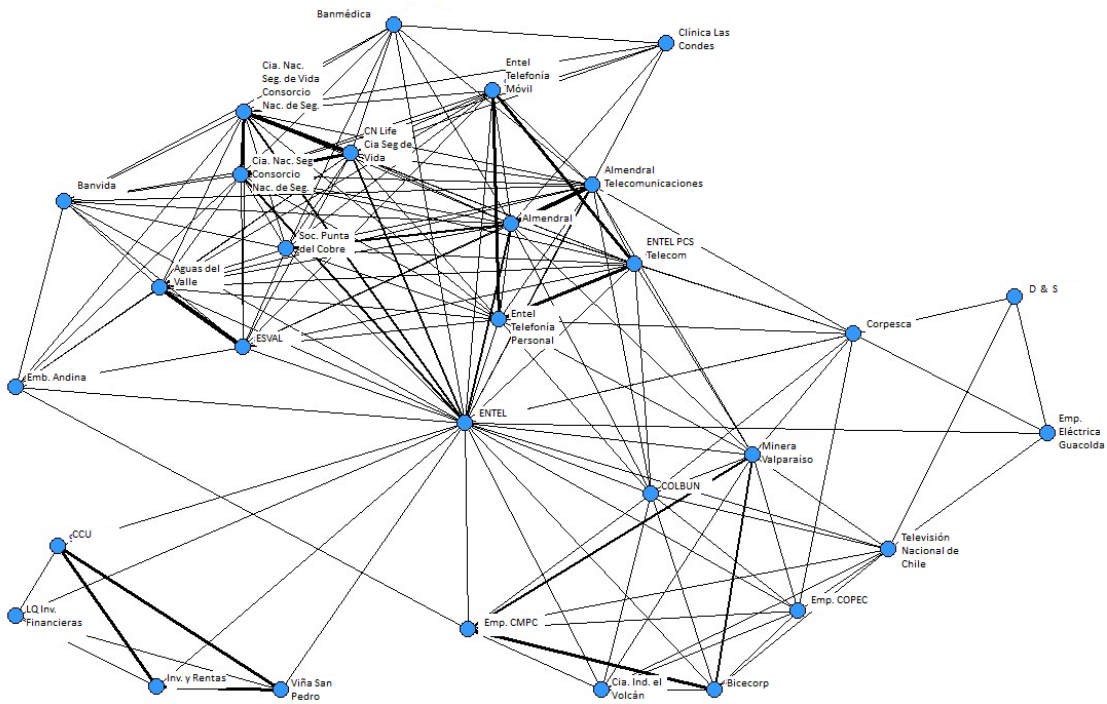 Banmédica
Clínica Las
Condes
Cia. Nac.
Seg. de Vida
Consorcio
Nac. de Seg.
Entel
Telefonía
Móvil
CN Life
Cia Seg de
Vida
Cia. Nac. Seg
Consorcio
Nac. de Seg.
Almendral
Telecomunicaciones
Banvida
Almendral
Soc. Punta
del Cobre
ENTEL PCS
Telecom
Aguas del
Valle
D & S
Entel
Telefonía
Personal
Corpesca
ESVAL
Emb. Andina
ENTEL
Emp.
Eléctrica
Guacolda
Minera
Valparaíso
COLBUN
CCU
Televisión
Nacional de
Chile
LQ Inv.
Financieras
Emp. COPEC
Emp. CMPC
Inv. y Rentas
Viña San
Pedro
Cia. Ind. el
Volcán
Bicecorp